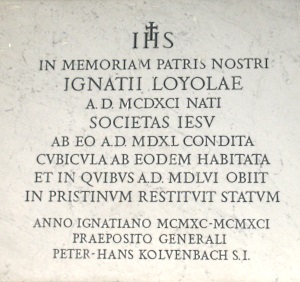 IHS
IN MEMORIAM PATRIS NOSTRI
IGNATII LOYOLAE
A.D. MCDXCI NATI
SOCIETAS IESV
AB EO A.D. MDXL CONDITA
CVBICVLA AB EODEM HABITATA
ET IN QVIBVS A.D. MDLVI OBIIT
IN PRISTINVM RESTITVIT STATVM
ANNO IGNATIANO MCMXC-MCMXCI
PRAEPOSITO GENERALI
PETER-HANS KOLVENBACH S.I.